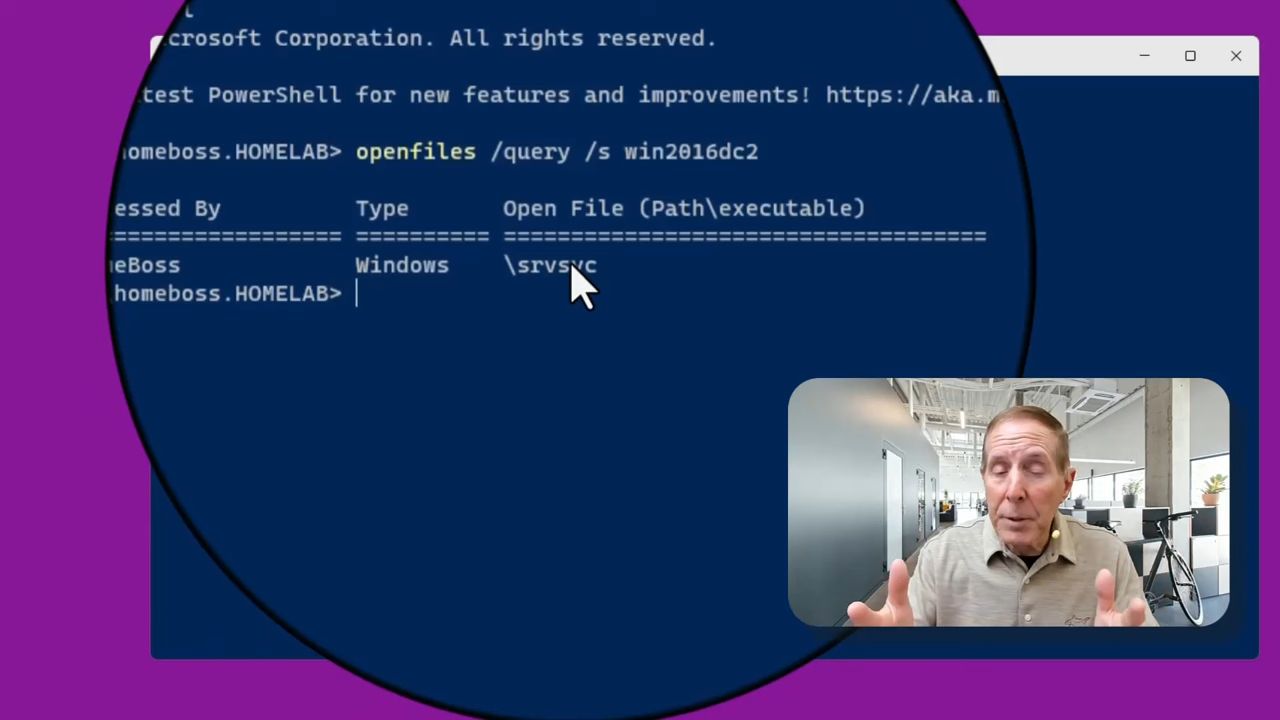 crosoft Corporation. All rights reserved.
test PowerShell for new features and improvements! https://aka.m
homeboss.HOMELAB> openfiles /query /s win2016dc2
essed By Type Open File (Path\executable)
================= ========== ====================================
eBoss Windows \srvsvc
homeboss.HOMELAB>